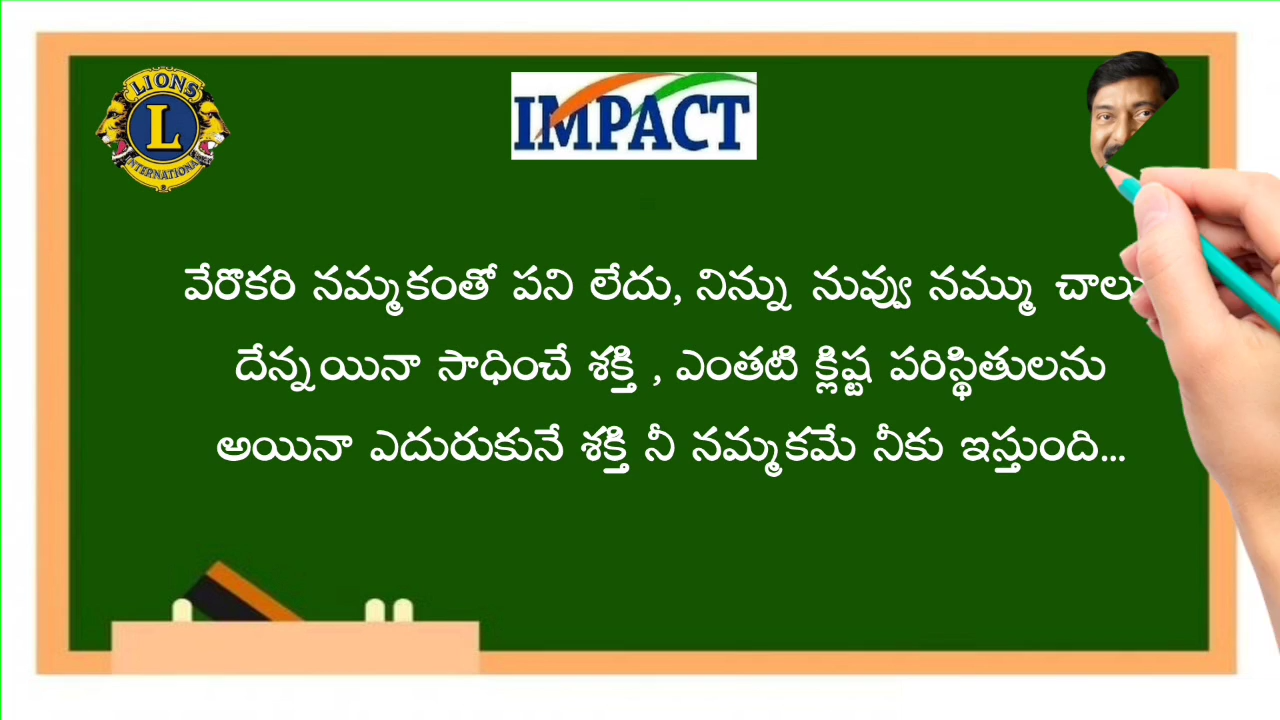 LIONS
L
INTERNATIONAL
IMPACT
వేరొకరి నమ్మకంతో పని లేదు, నిన్ను నువ్వు నమ్ము చాలు
దేన్నయినా సాధించే శక్తి , ఎంతటి క్లిష్ట పరిస్థితులను
అయినా ఎదురుకునే శక్తి నీ నమ్మకమే నీకు ఇస్తుంది...